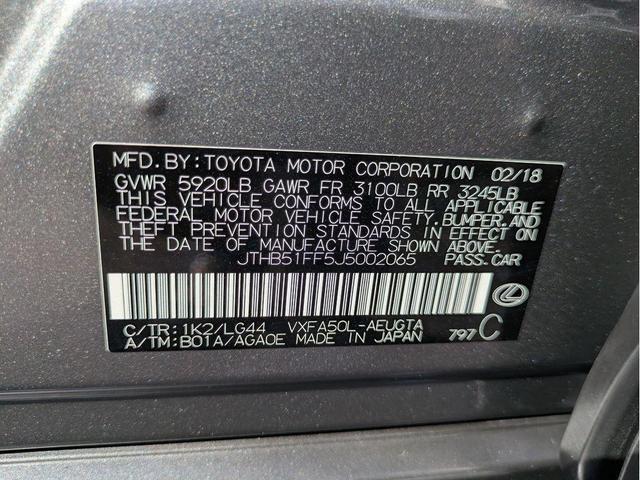 MFD.BY:TOYOTA MOTOR CORPORATION 02/18
GVWR 5920LB GAWR FR 3100LB RR 3245LB
THIS VEHICLE CONFORMS TO ALL APPLICABLE
FEDERAL MOTOR VEHICLE SAFETY,BUMPER,AND
THEFT PREVENTION STANDARDS IN EFFECT ON
THE DATE OF MANUFACTURE SHOWN ABOVE.
JTHB51FF5J5002065 PASS.CAR
C/TR:1K2/LG44 VXFA50L-AEUGTA
A/TM:B01A/AGA0E MADE IN JAPAN 797 C